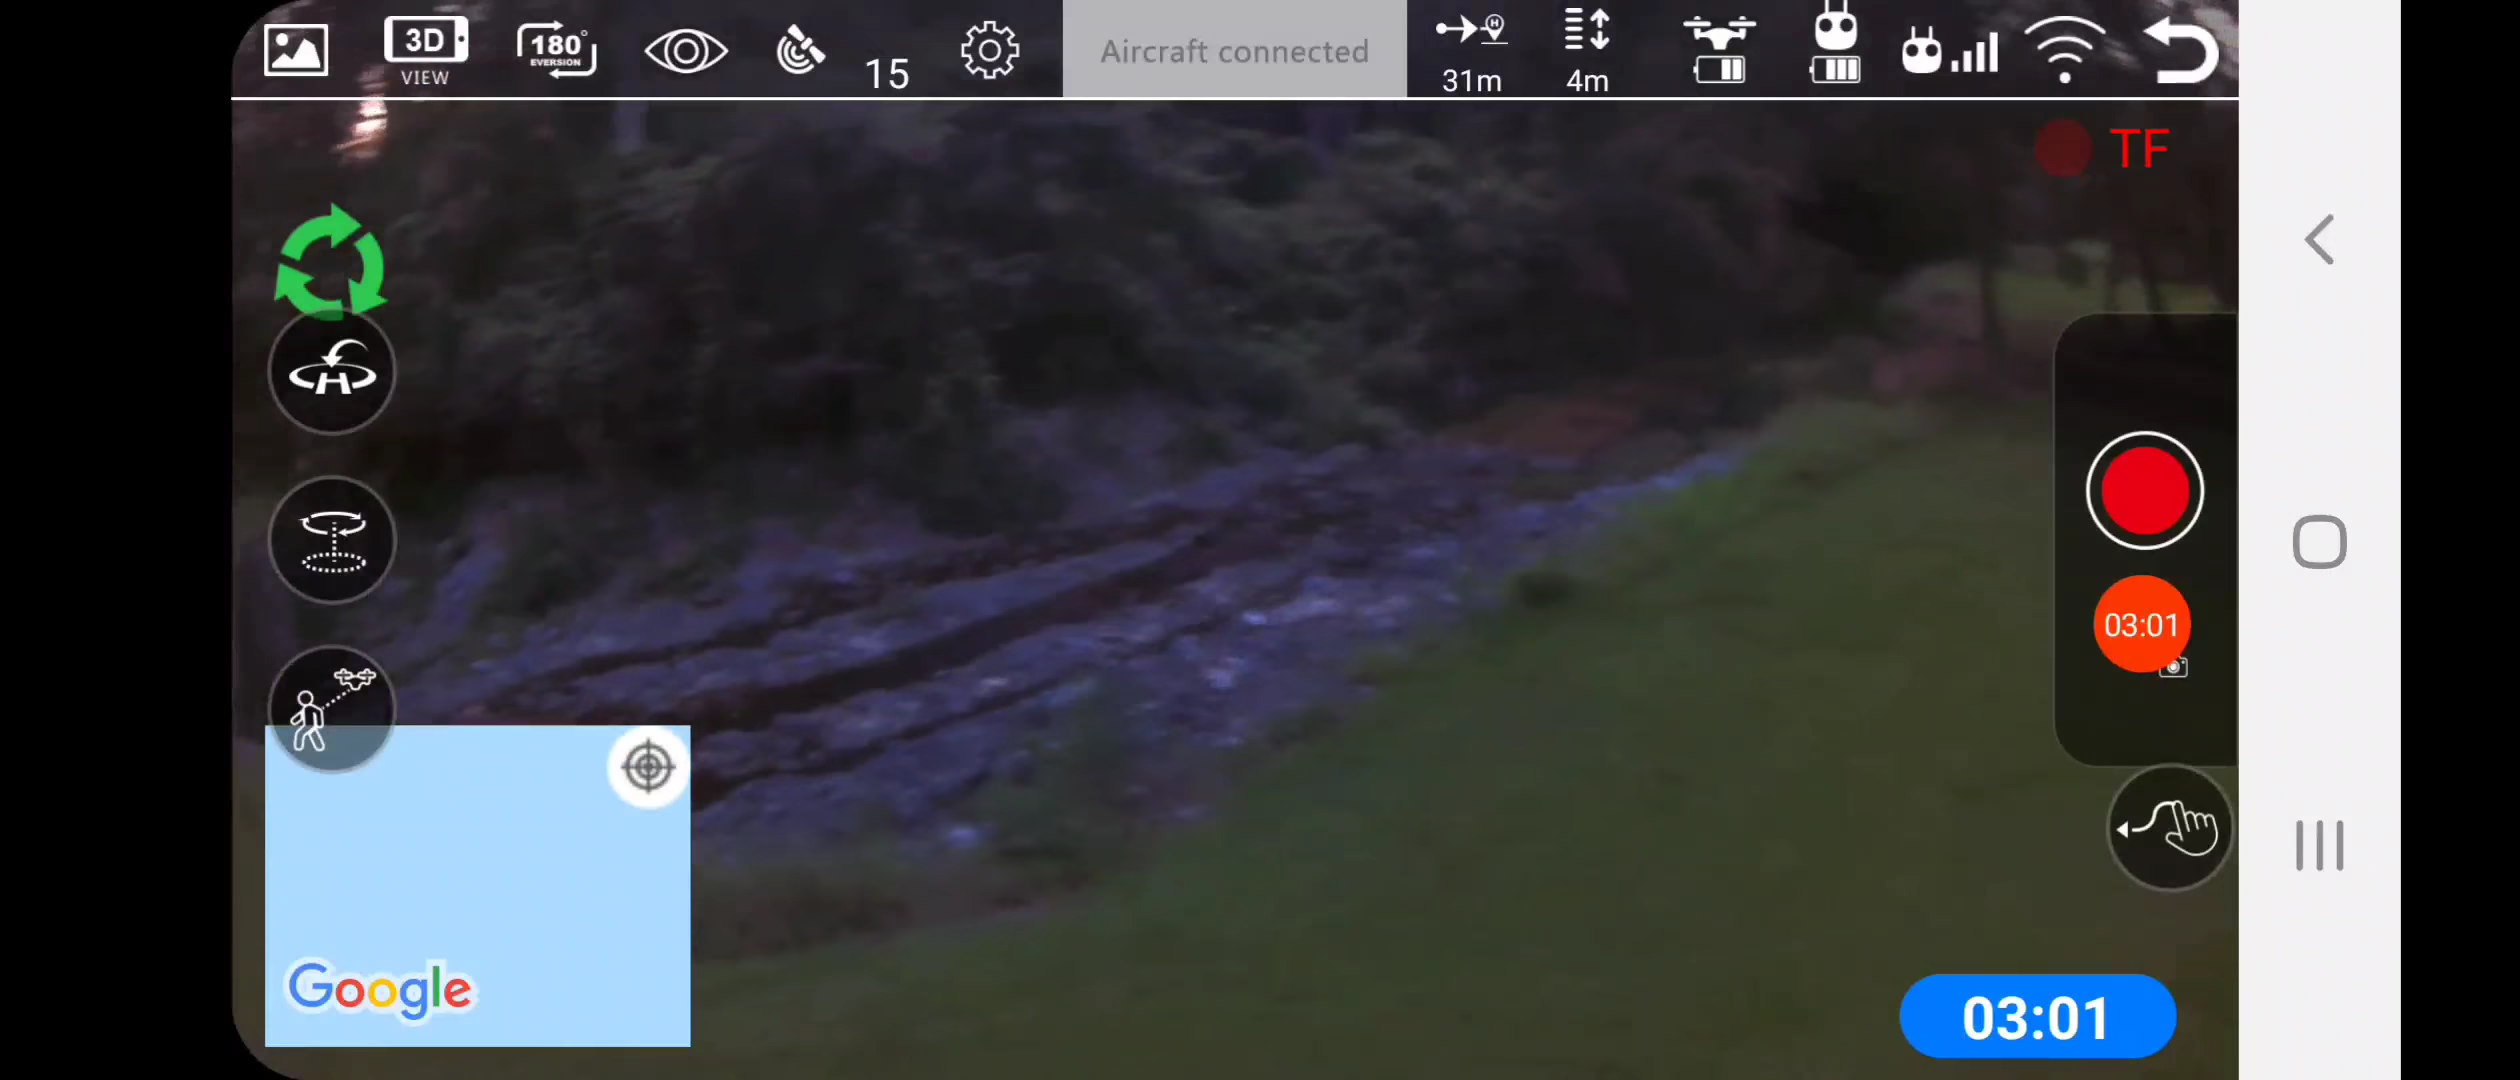 3D
VIEW
180°
EVERSION
15
Aircraft connected
31m
4m
TF
H
H
03:01
Google
03:01